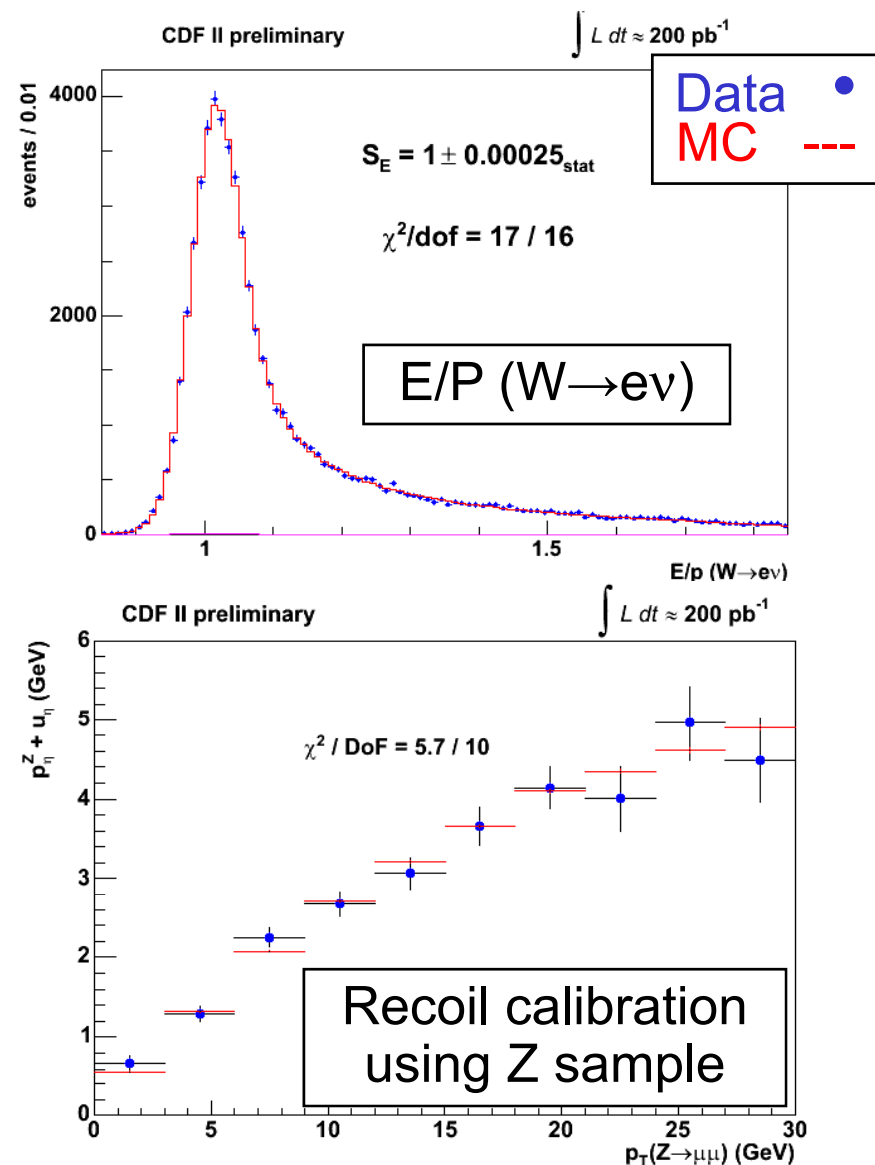 CDF II preliminary
∫ L dt ≈ 200 pb⁻¹
Data
MC ---
events / 0.01
4000
2000
0
S_E = 1 ± 0.00025_stat
χ²/dof = 17 / 16
E/P (W→eν)
1
1.5
E/p (W→eν)
CDF II preliminary
∫ L dt ≈ 200 pb⁻¹
p_η^Z + u_η (GeV)
6
5
4
3
2
1
0
χ² / DoF = 5.7 / 10
Recoil calibration
using Z sample
0
5
10
15
20
25
30
p_T(Z→μμ) (GeV)